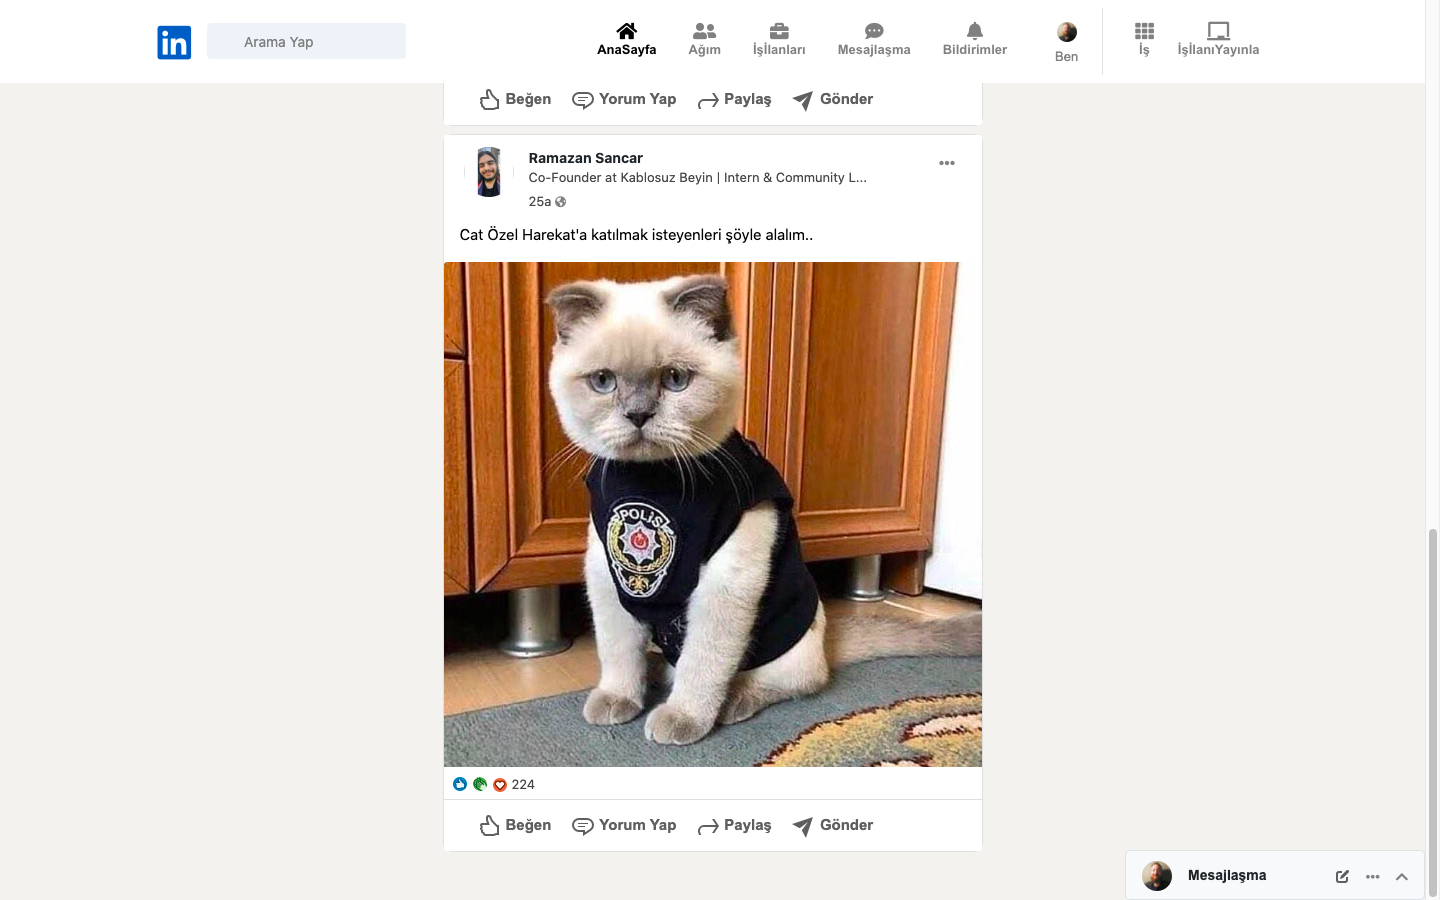 in
Arama Yap
AnaSayfa
Ağım
İşİlanları
Mesajlaşma
Bildirimler
Ben
İş
İşİlanıYayınla
Beğen
Yorum Yap
Paylaş
Gönder
Ramazan Sancar
Co-Founder at Kablosuz Beyin | Intern & Community L...
25a
Cat Özel Harekat'a katılmak isteyenleri şöyle alalım..
POLİS
224
Beğen
Yorum Yap
Paylaş
Gönder
Mesajlaşma